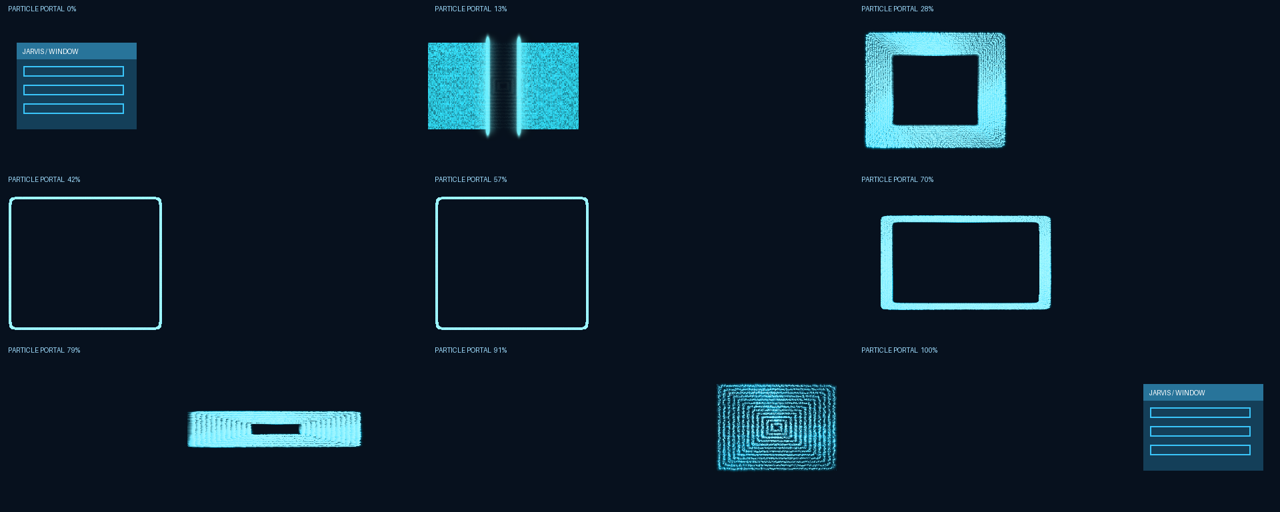 PARTICLE PORTAL 0%
JARVIS / WINDOW
PARTICLE PORTAL 13%
PARTICLE PORTAL 28%
PARTICLE PORTAL 42%
PARTICLE PORTAL 57%
PARTICLE PORTAL 70%
PARTICLE PORTAL 79%
PARTICLE PORTAL 91%
PARTICLE PORTAL 100%
JARVIS / WINDOW